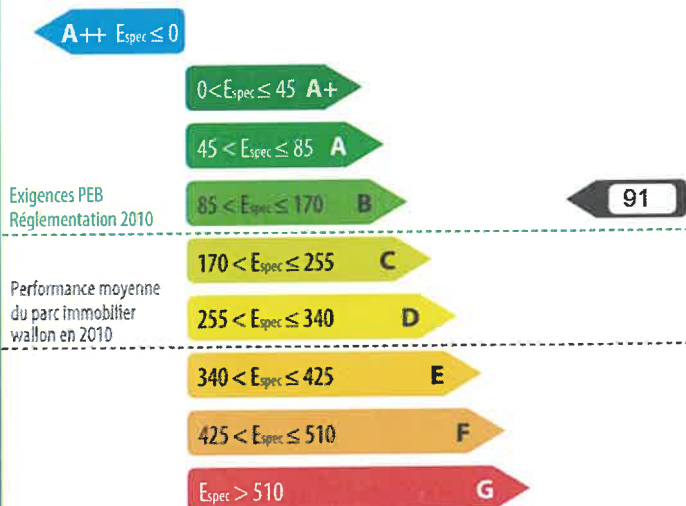 A++ Espec ≤ 0
0 < Espec ≤ 45 A+
45 < Espec ≤ 85 A
Exigences PEB
Réglementation 2010
85 < Espec ≤ 170 B
91
170 < Espec ≤ 255 C
Performance moyenne
du parc immobilier
wallon en 2010
255 < Espec ≤ 340 D
340 < Espec ≤ 425 E
425 < Espec ≤ 510 F
Espec > 510 G